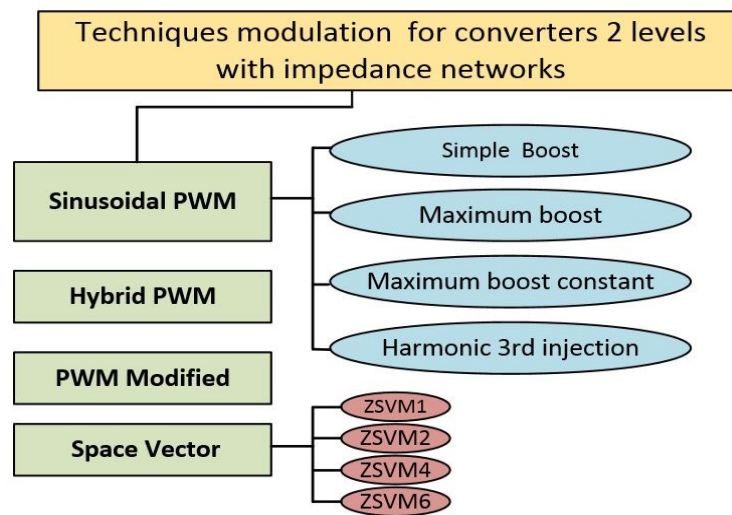 Techniques modulation for converters 2 levels
with impedance networks
Sinusoidal PWM
Simple Boost
Maximum boost
Maximum boost constant
Harmonic 3rd injection
Hybrid PWM
PWM Modified
Space Vector
ZSVM1
ZSVM2
ZSVM4
ZSVM6